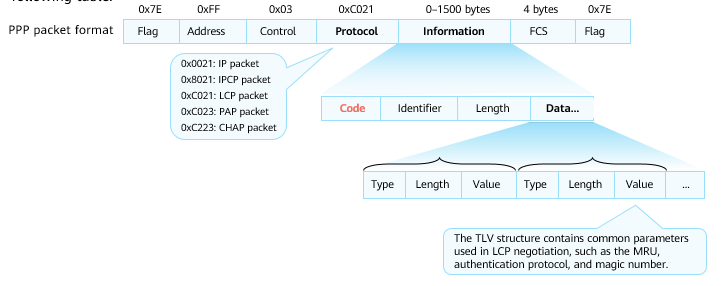 0x7E 0xFF 0x03 0xC021 0–1500 bytes 4 bytes 0x7E
PPP packet format Flag Address Control Protocol Information FCS Flag
0x0021: IP packet
0x8021: IPCP packet
0xC021: LCP packet
0xC023: PAP packet
0xC223: CHAP packet
Code Identifier Length Data...
Type Length Value Type Length Value ...
The TLV structure contains common parameters
used in LCP negotiation, such as the MRU,
authentication protocol, and magic number.